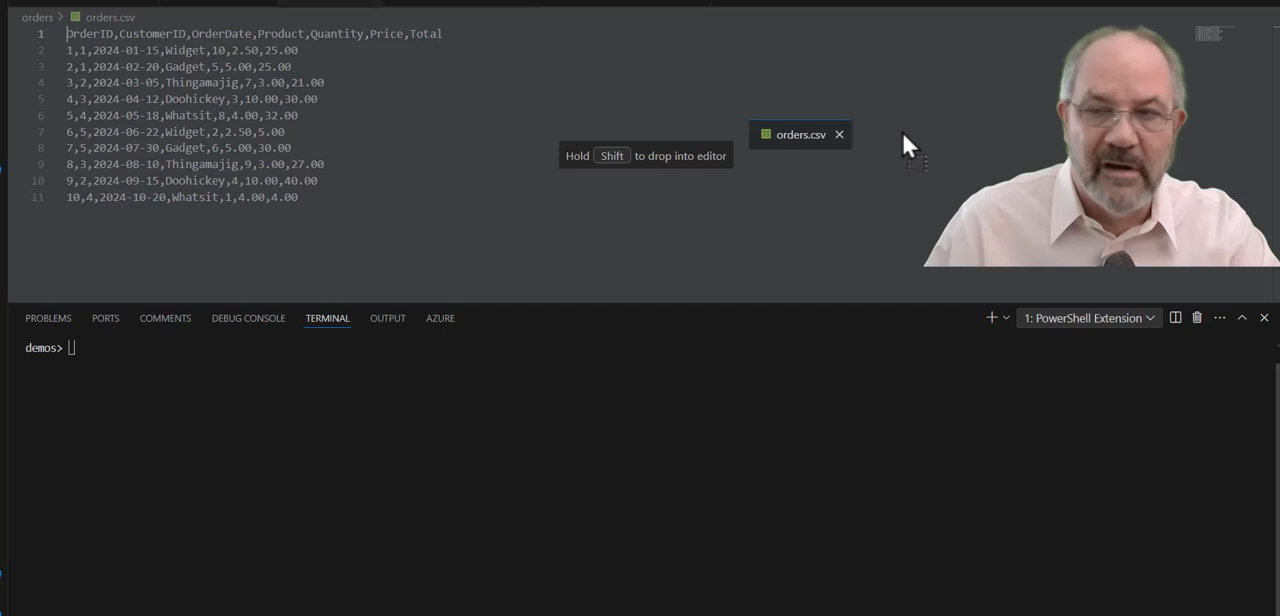 orders > orders.csv
1 OrderID,CustomerID,OrderDate,Product,Quantity,Price,Total
2 1,1,2024-01-15,Widget,10,2.50,25.00
3 2,1,2024-02-20,Gadget,5,5.00,25.00
4 3,2,2024-03-05,Thingamajig,7,3.00,21.00
5 4,3,2024-04-12,Doohickey,3,10.00,30.00
6 5,4,2024-05-18,Whatsit,8,4.00,32.00
7 6,5,2024-06-22,Widget,2,2.50,5.00
8 7,5,2024-07-30,Gadget,6,5.00,30.00
9 8,3,2024-08-10,Thingamajig,9,3.00,27.00
10 9,2,2024-09-15,Doohickey,4,10.00,40.00
11 10,4,2024-10-20,Whatsit,1,4.00,4.00
orders.csv
Hold Shift to drop into editor
PROBLEMS PORTS COMMENTS DEBUG CONSOLE TERMINAL OUTPUT AZURE 1: PowerShell Extension
demos>